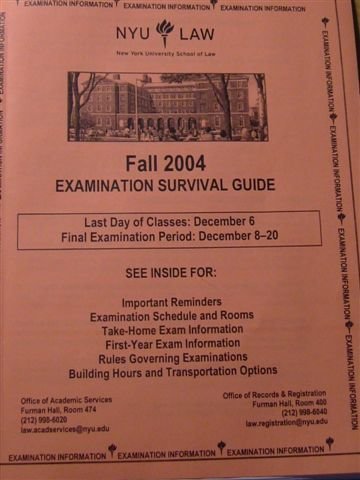 EXAMINATION INFORMATION EXAMINATION INFORMATION EXAMINATION INFORMATION
NYU LAW
New York University School of Law
Fall 2004
EXAMINATION SURVIVAL GUIDE
Last Day of Classes: December 6
Final Examination Period: December 8–20
SEE INSIDE FOR:
Important Reminders
Examination Schedule and Rooms
Take-Home Exam Information
First-Year Exam Information
Rules Governing Examinations
Building Hours and Transportation Options
Office of Academic Services
Furman Hall, Room 474
(212) 998-6020
law.acadservices@nyu.edu
Office of Records & Registration
Furman Hall, Room 400
(212) 998-6040
law.registration@nyu.edu
EXAMINATION INFORMATION EXAMINATION INFORMATION EXAMINATION INFORMATION
EXAMINATION INFORMATION
EXAMINATION INFORMATION
EXAMINATION INFORMATION
EXAMINATION INFORMATION